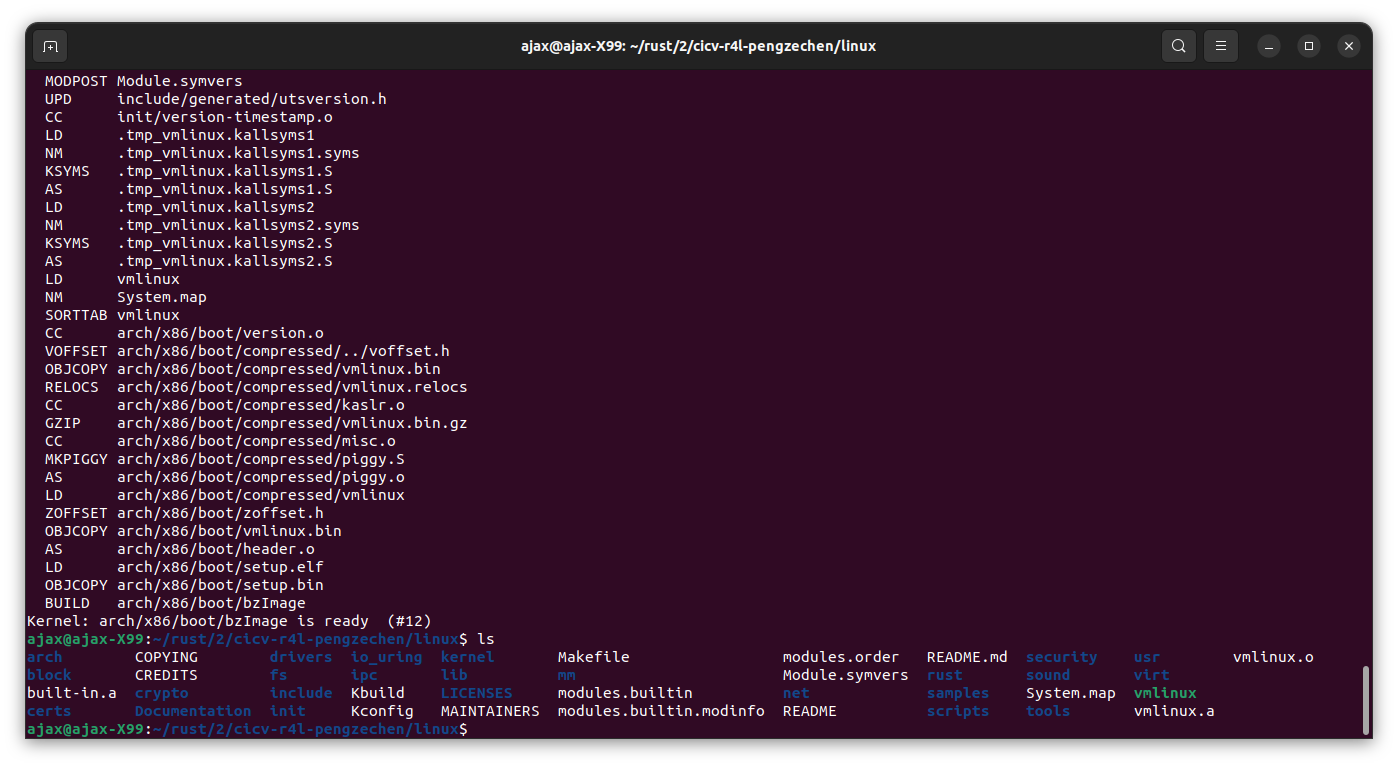 ajax@ajax-X99: ~/rust/2/cicv-r4l-pengzechen/linux
MODPOST Module.symvers
UPD     include/generated/utsversion.h
CC      init/version-timestamp.o
LD      .tmp_vmlinux.kallsyms1
NM      .tmp_vmlinux.kallsyms1.syms
KSYMS   .tmp_vmlinux.kallsyms1.S
AS      .tmp_vmlinux.kallsyms1.S
LD      .tmp_vmlinux.kallsyms2
NM      .tmp_vmlinux.kallsyms2.syms
KSYMS   .tmp_vmlinux.kallsyms2.S
AS      .tmp_vmlinux.kallsyms2.S
LD      vmlinux
NM      System.map
SORTTAB vmlinux
CC      arch/x86/boot/version.o
VOFFSET arch/x86/boot/compressed/../voffset.h
OBJCOPY arch/x86/boot/compressed/vmlinux.bin
RELOCS  arch/x86/boot/compressed/vmlinux.relocs
CC      arch/x86/boot/compressed/kaslr.o
GZIP    arch/x86/boot/compressed/vmlinux.bin.gz
CC      arch/x86/boot/compressed/misc.o
MKPIGGY arch/x86/boot/compressed/piggy.S
AS      arch/x86/boot/compressed/piggy.o
LD      arch/x86/boot/compressed/vmlinux
ZOFFSET arch/x86/boot/zoffset.h
OBJCOPY arch/x86/boot/vmlinux.bin
AS      arch/x86/boot/header.o
LD      arch/x86/boot/setup.elf
OBJCOPY arch/x86/boot/setup.bin
BUILD   arch/x86/boot/bzImage
Kernel: arch/x86/boot/bzImage is ready  (#12)
ajax@ajax-X99:~/rust/2/cicv-r4l-pengzechen/linux$ ls
arch        COPYING        drivers  io_uring  kernel       Makefile                 modules.order   README.md  security    usr        vmlinux.o
block       CREDITS        fs       ipc       lib          mm                       Module.symvers  rust       sound       virt
built-in.a  crypto         include  Kbuild    LICENSES     modules.builtin          net             samples    System.map  vmlinux
certs       Documentation  init     Kconfig   MAINTAINERS  modules.builtin.modinfo  README          scripts    tools       vmlinux.a
ajax@ajax-X99:~/rust/2/cicv-r4l-pengzechen/linux$